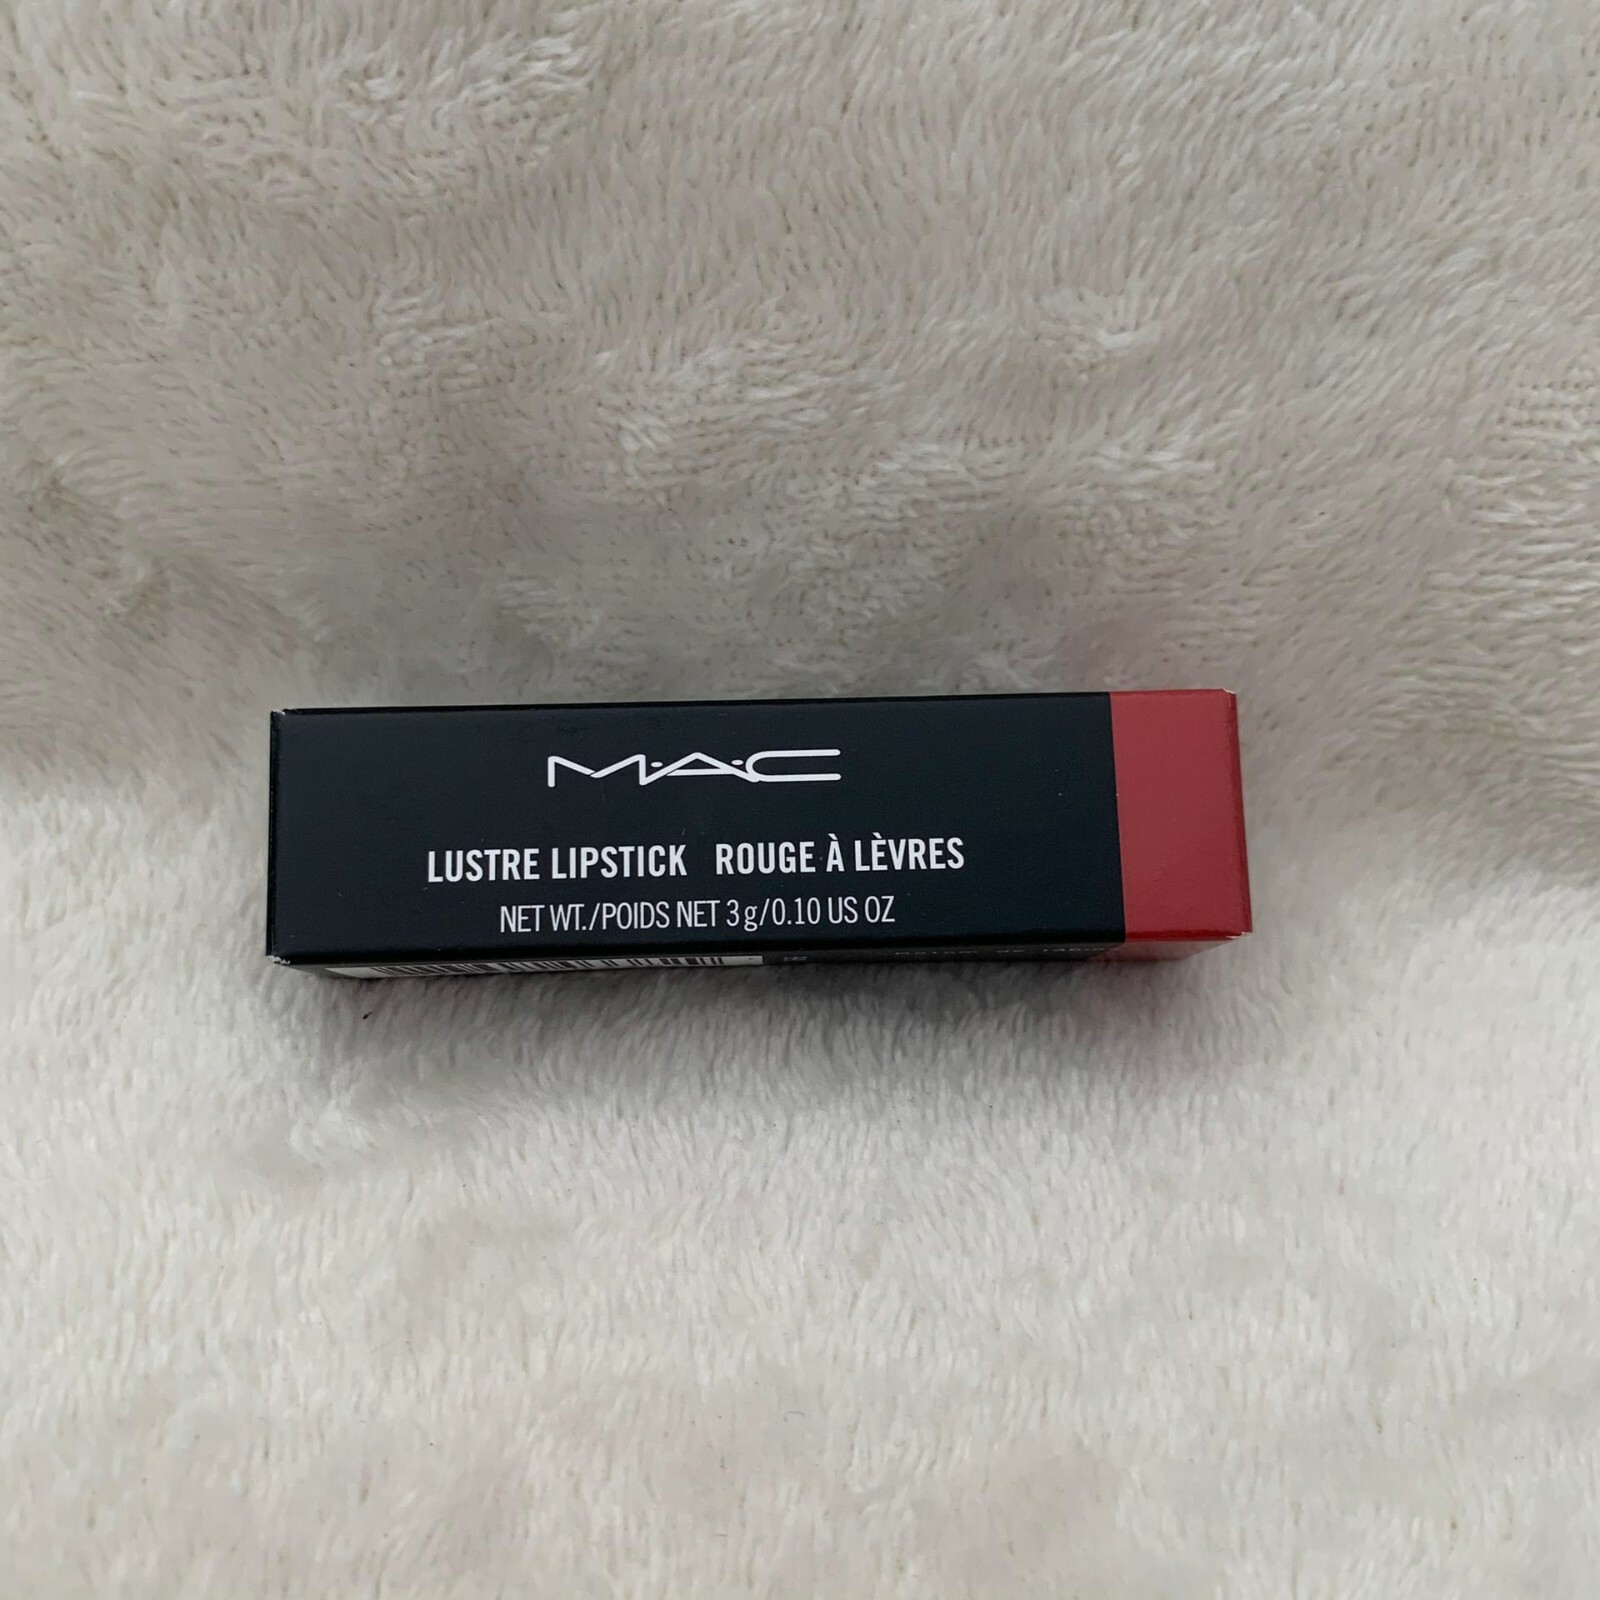 M·A·C
LUSTRE LIPSTICK ROUGE À LÈVRES
NET WT./POIDS NET 3 g/0.10 US OZ